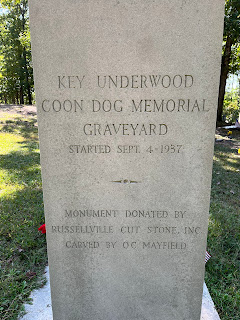 KEY UNDERWOOD
COON DOG MEMORIAL
GRAVEYARD
STARTED SEPT. 4-1937
MONUMENT DONATED BY
RUSSELLVILLE CUT STONE, INC
CARVED BY O.C. MAYFIELD